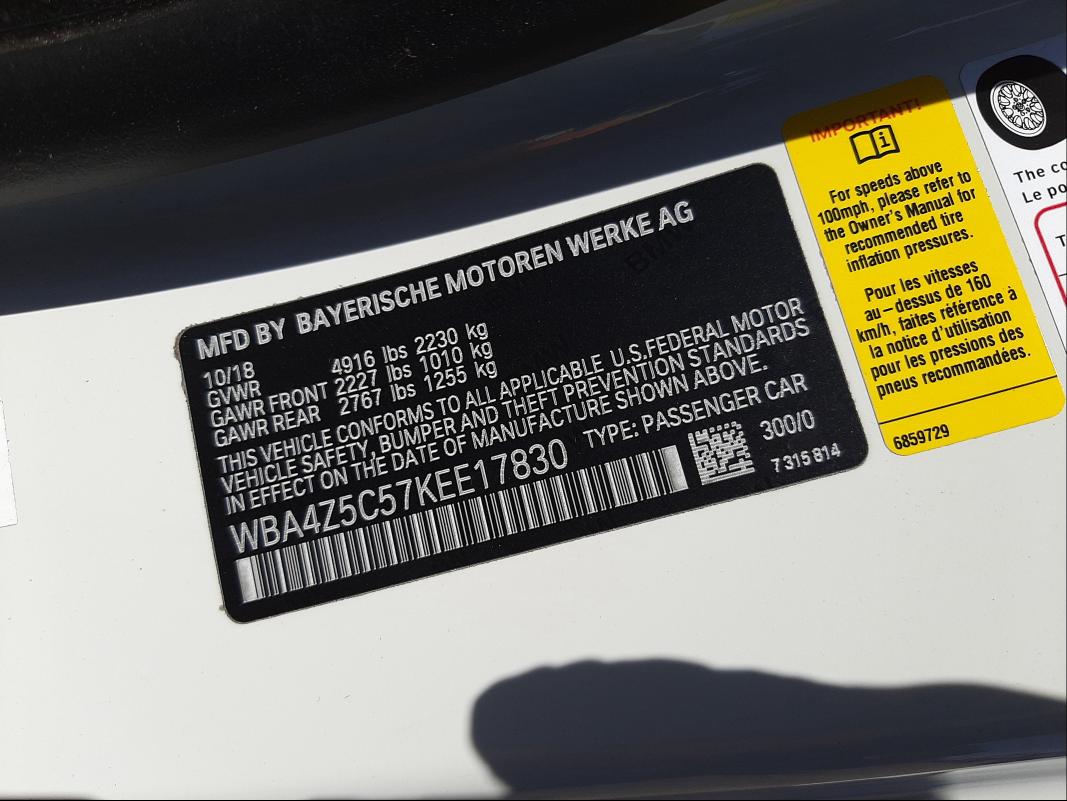 MFD BY BAYERISCHE MOTOREN WERKE AG
10/18
GVWR 4916 lbs 2230 kg
GAWR FRONT 2227 lbs 1010 kg
GAWR REAR 2767 lbs 1255 kg
THIS VEHICLE CONFORMS TO ALL APPLICABLE U.S.FEDERAL MOTOR
VEHICLE SAFETY, BUMPER AND THEFT PREVENTION STANDARDS
IN EFFECT ON THE DATE OF MANUFACTURE SHOWN ABOVE.
WBA4Z5C57KEE17830 TYPE: PASSENGER CAR
300/0
7 315 814
IMPORTANT!
For speeds above
100mph, please refer to
the Owner's Manual for
recommended tire
inflation pressures.
Pour les vitesses
au-dessus de 160
km/h, faites référence à
la notice d'utilisation
pour les pressions des
pneus recommandées.
6859729
The co
Le po
T